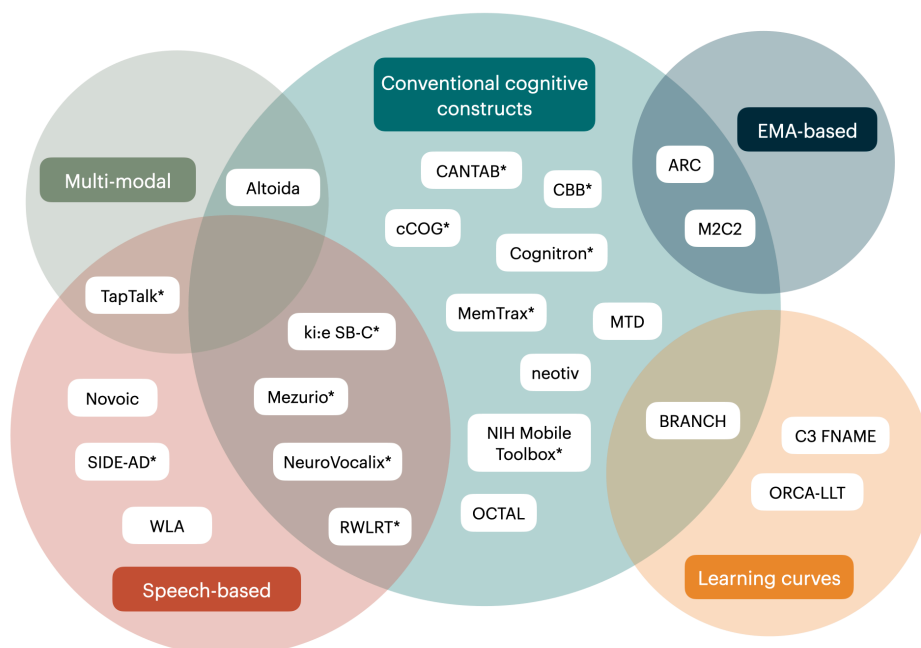 Conventional cognitive
constructs
EMA-based
Multi-modal
Altoida
CANTAB*
CBB*
ARC
cCOG*
Cognitron*
M2C2
TapTalk*
ki:e SB-C*
MemTrax*
MTD
neotiv
Novoic
Mezurio*
BRANCH
C3 FNAME
NIH Mobile
Toolbox*
SIDE-AD*
NeuroVocalix*
ORCA-LLT
WLA
RWLRT*
OCTAL
Speech-based
Learning curves